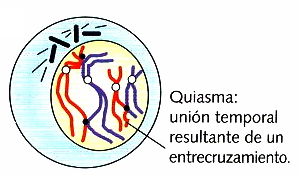 Quiasma:
unión temporal
resultante de un
entrecruzamiento.